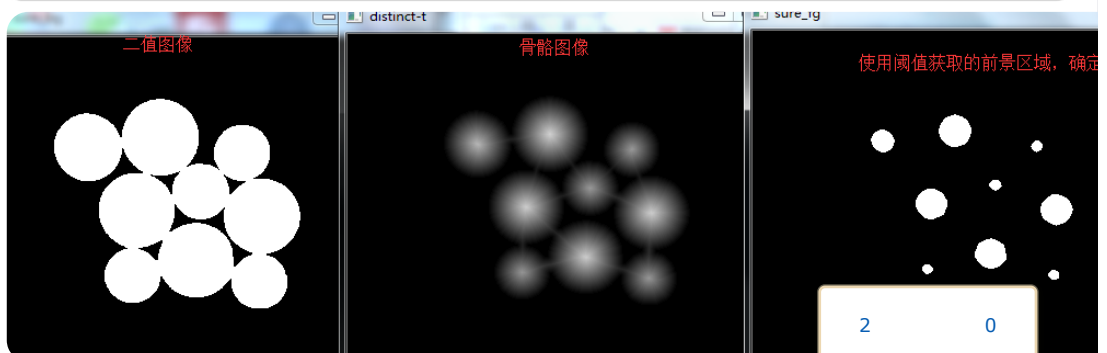 distinct-t
sure_fg
二值图像
骨骼图像
使用阈值获取的前景区域，确定
2 0